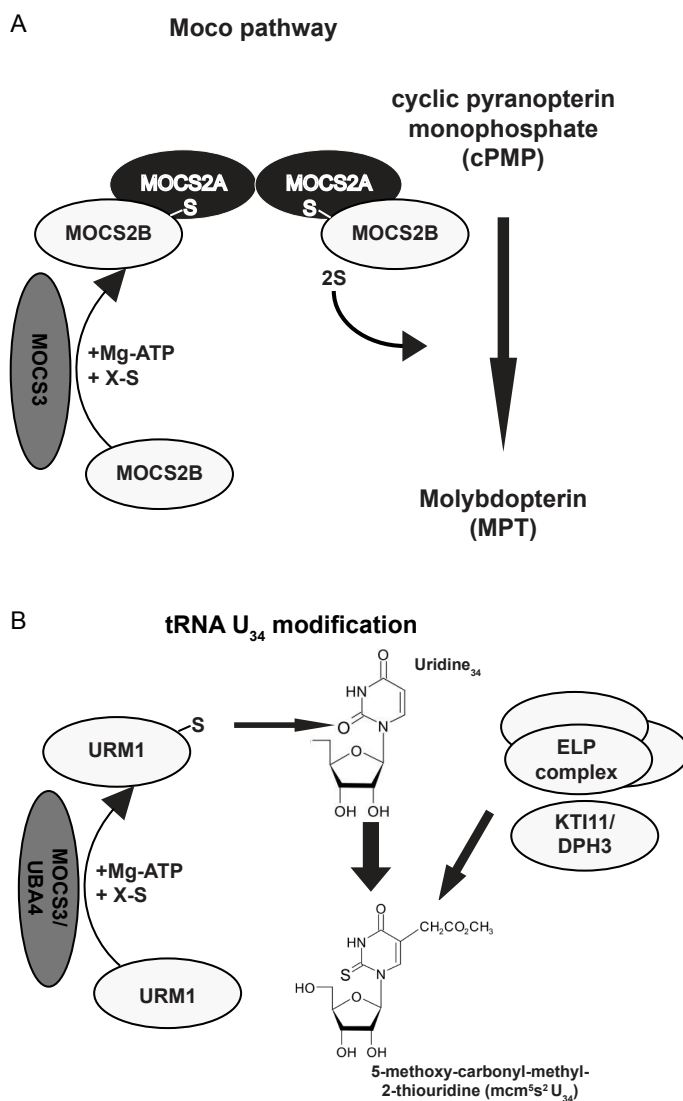 A
Moco pathway
cyclic pyranopterin
monophosphate
(cPMP)
MOCS2A
MOCS2A
S
S
MOCS2B
MOCS2B
2S
MOCS3
+Mg-ATP
+ X-S
MOCS2B
Molybdopterin
(MPT)
B
tRNA U₃₄ modification
O
Uridine₃₄
HN
O
N
S
URM1
O
OH OH
ELP
complex
KTI11/
DPH3
MOCS3/
UBA4
+Mg-ATP
+ X-S
O
CH₂CO₂CH₃
HN
S
N
HO
O
URM1
OH OH
5-methoxy-carbonyl-methyl-
2-thiouridine (mcm⁵s² U₃₄)